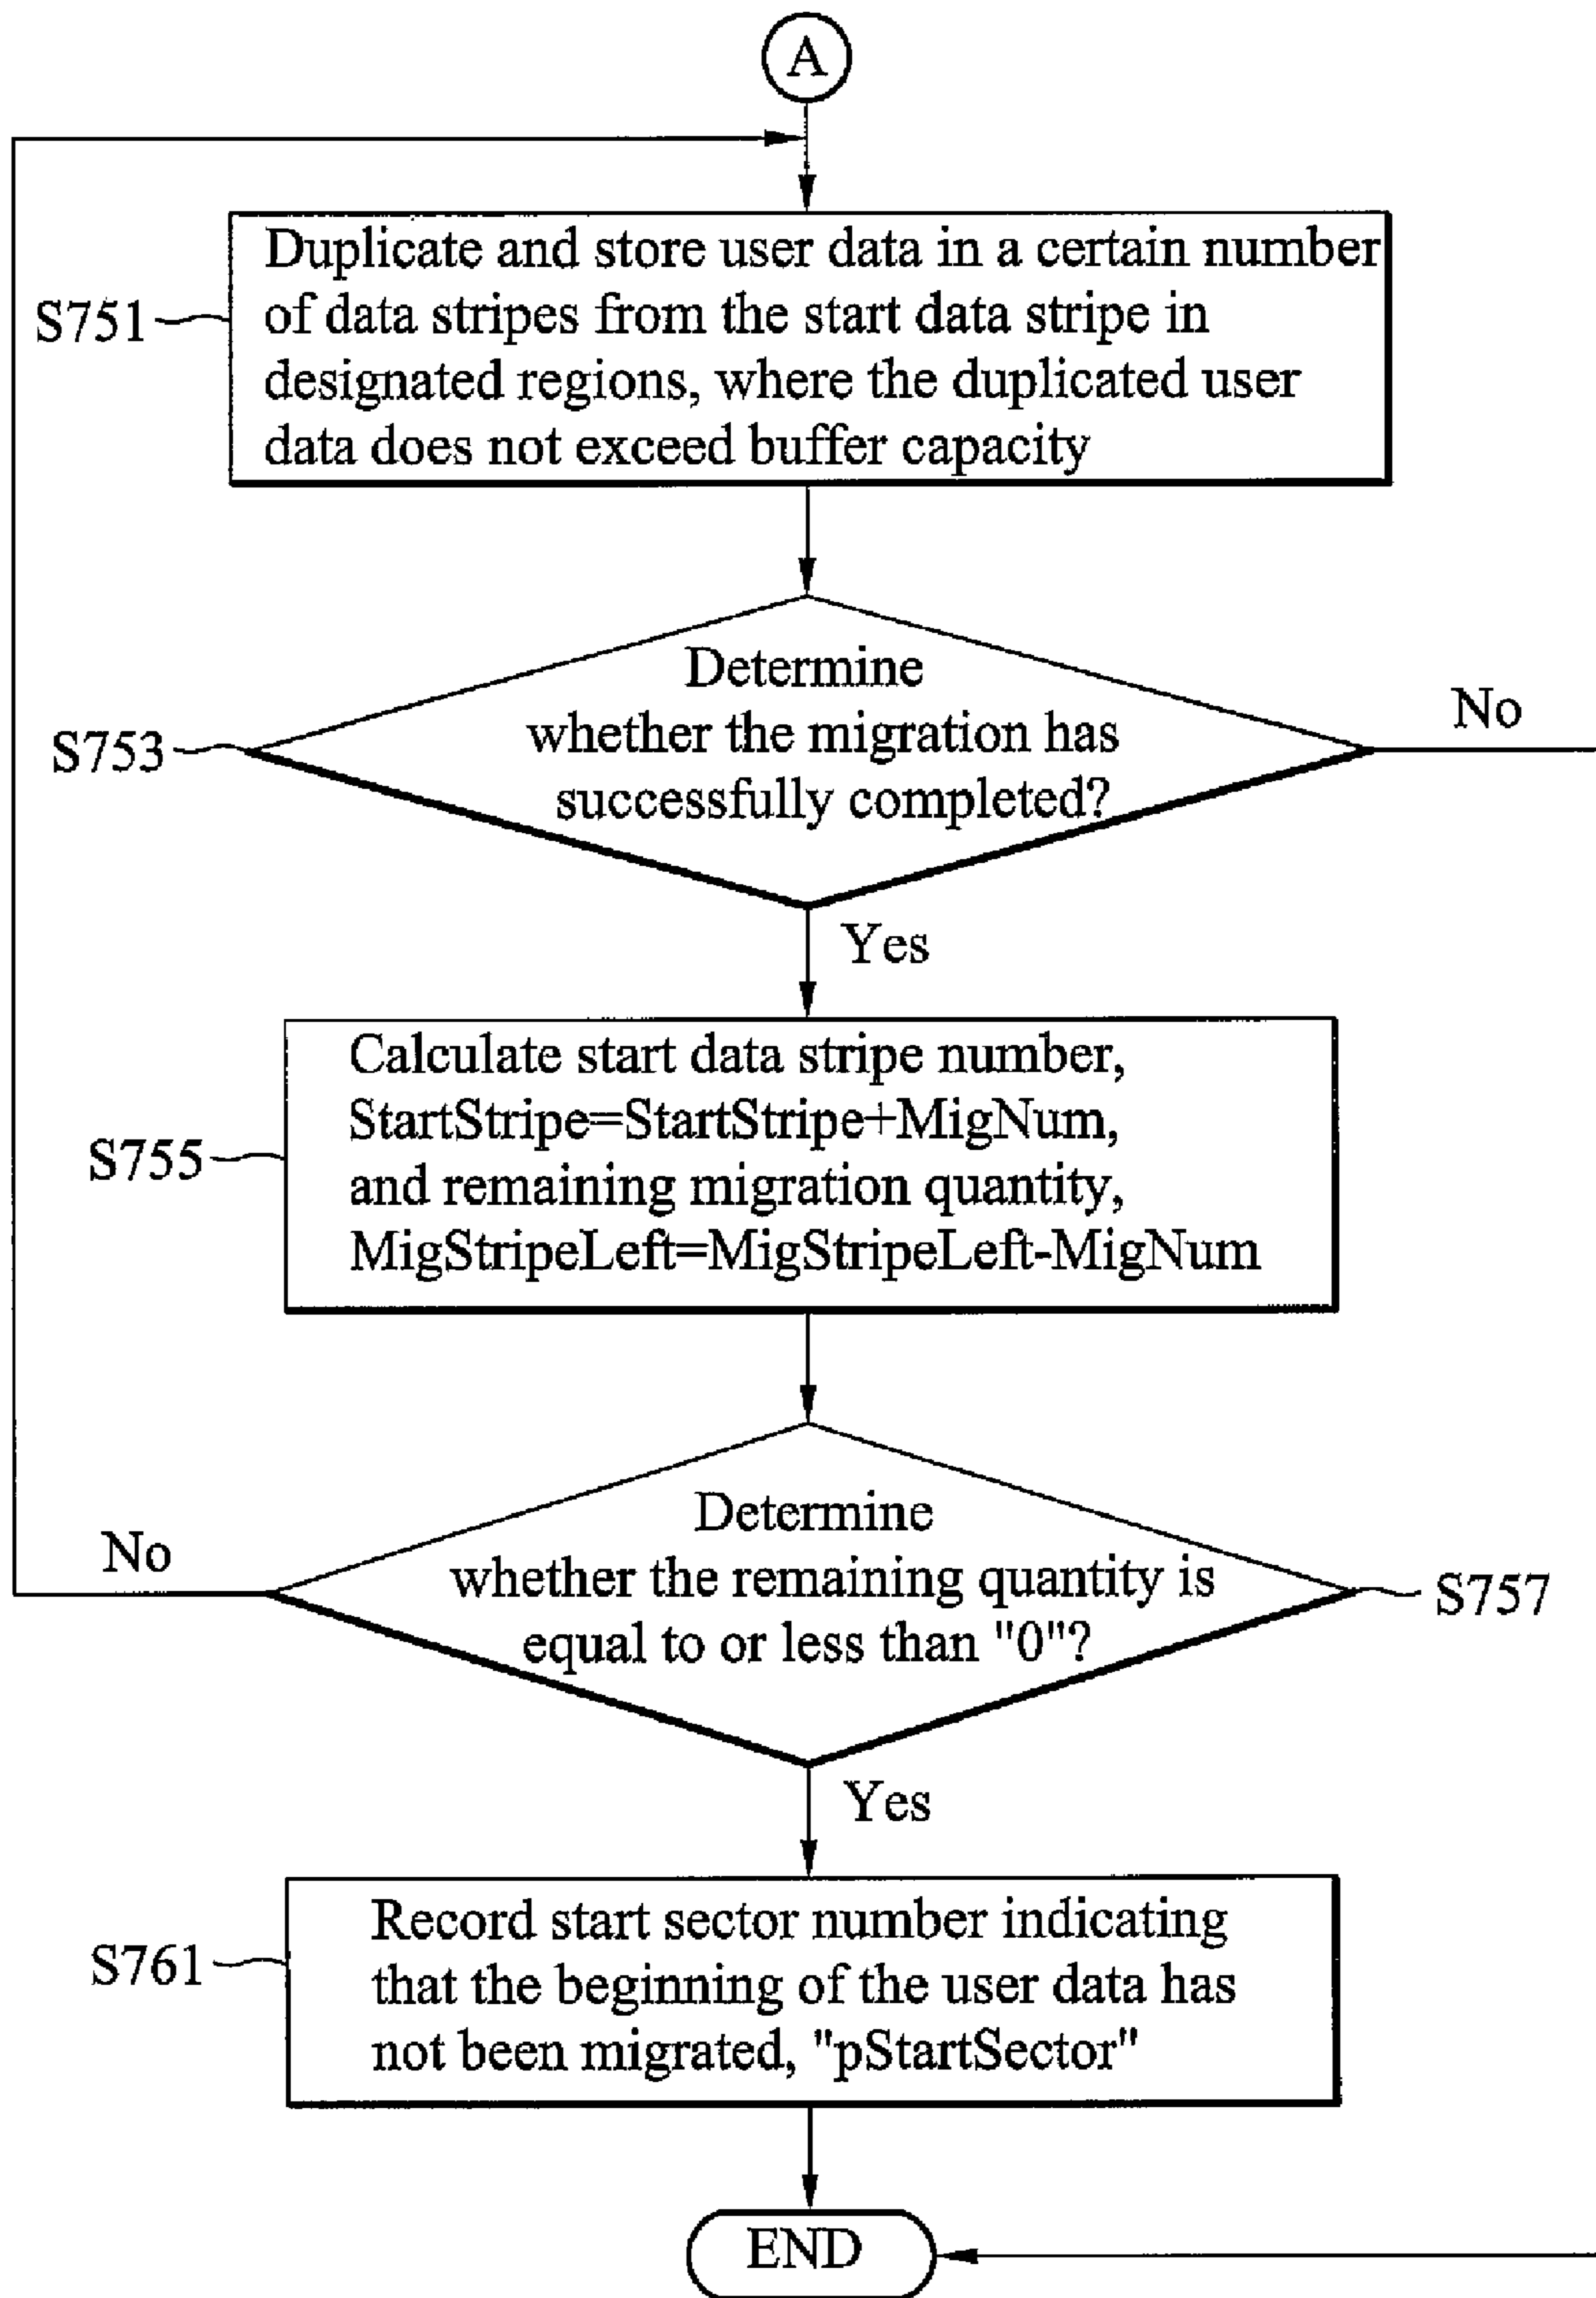 A
Duplicate and store user data in a certain number
of data stripes from the start data stripe in
designated regions, where the duplicated user
data does not exceed buffer capacity
S751
Determine
whether the migration has
successfully completed?
S753
No
Yes
Calculate start data stripe number,
StartStripe=StartStripe+MigNum,
and remaining migration quantity,
MigStripeLeft=MigStripeLeft-MigNum
S755
Determine
whether the remaining quantity is
equal to or less than "0"?
No
S757
Yes
Record start sector number indicating
that the beginning of the user data has
not been migrated, "pStartSector"
S761
END